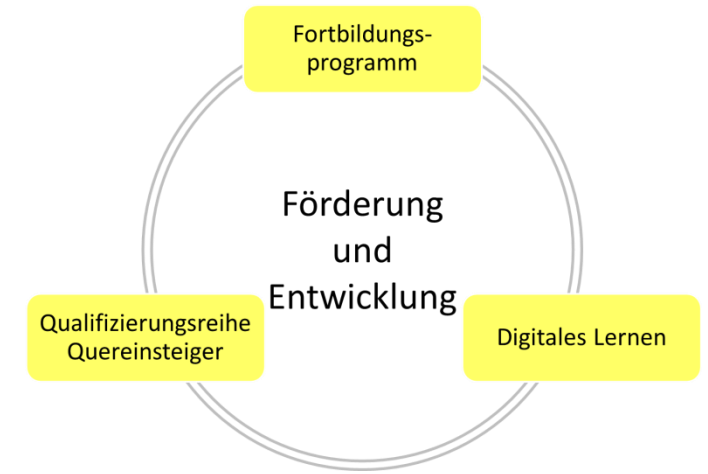 Fortbildungs-
programm
Förderung
und
Entwicklung
Qualifizierungsreihe
Quereinsteiger
Digitales Lernen